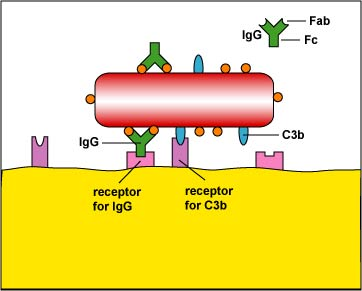 Fab
IgG
Fc
IgG
C3b
receptor
for IgG
receptor
for C3b